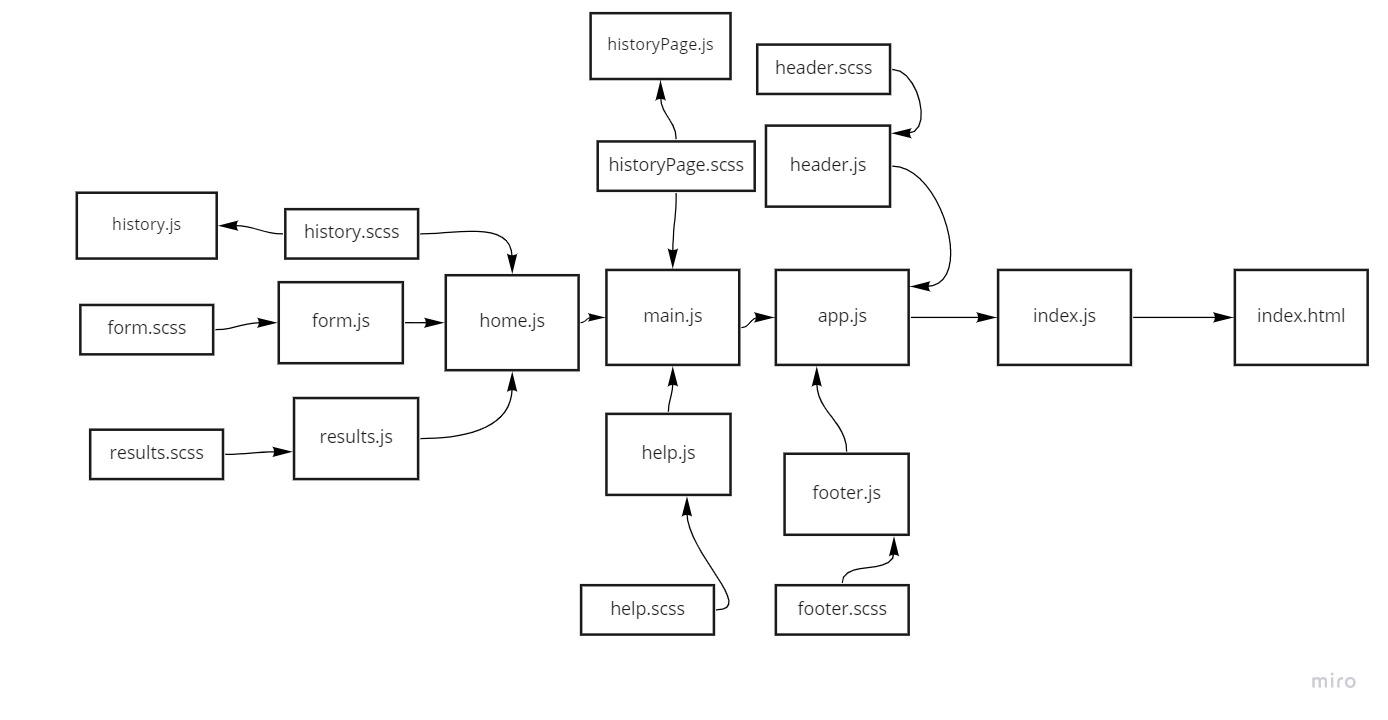 historyPage.js
header.scss
historyPage.scss
header.js
history.js
history.scss
form.scss
form.js
home.js
main.js
app.js
index.js
index.html
results.scss
results.js
help.js
footer.js
help.scss
footer.scss
miro